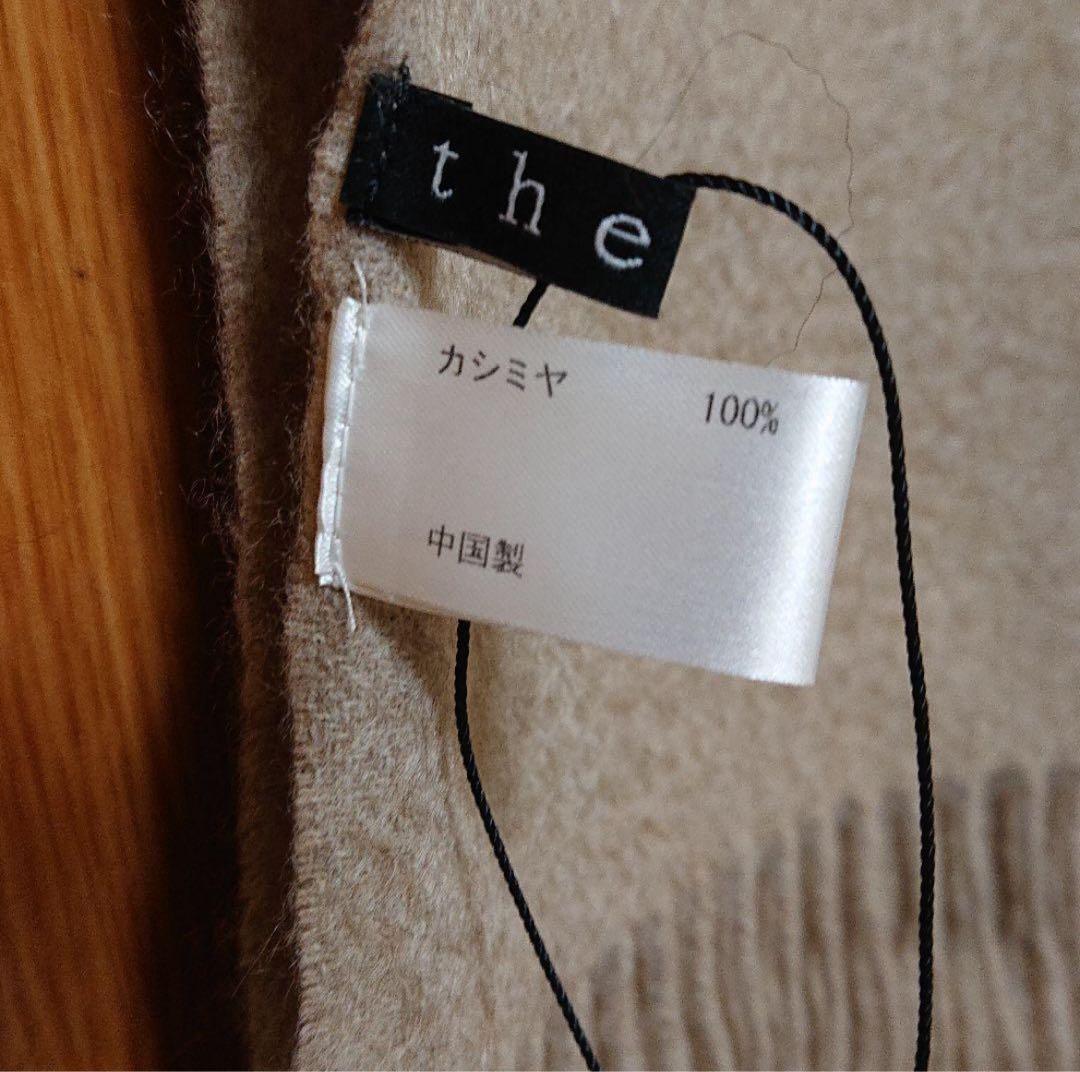 the
カシミヤ 100%
中国製